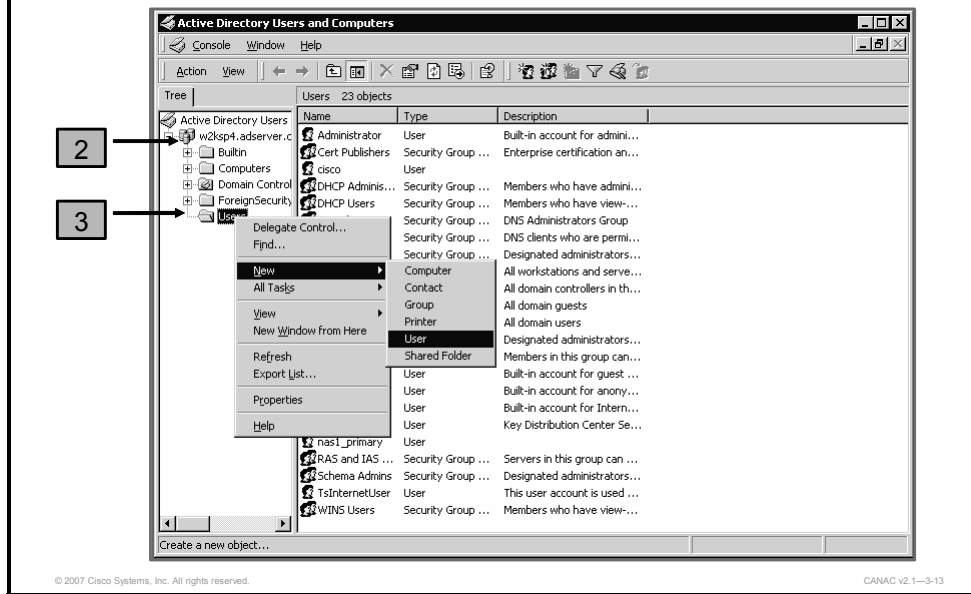 Active Directory Users and Computers
Console Window Help
Action View
Tree
Users 23 objects
Name Type Description
Active Directory Users
w2ksp4.adserver.c
Builtin
Computers
Domain Control
ForeignSecurity
Users
2
3
Administrator User Built-in account for admini...
Cert Publishers Security Group ... Enterprise certification an...
cisco User
DHCP Adminis... Security Group ... Members who have admini...
DHCP Users Security Group ... Members who have view-...
Security Group ... DNS Administrators Group
Security Group ... DNS clients who are permi...
Security Group ... Designated administrators...
All workstations and serve...
All domain controllers in th...
All domain guests
All domain users
Designated administrators...
Members in this group can...
User Built-in account for guest ...
User Built-in account for anony...
User Built-in account for Intern...
User Key Distribution Center Se...
nas1_primary User
RAS and IAS ... Security Group ... Servers in this group can ...
Schema Admins Security Group ... Designated administrators...
TsInternetUser User This user account is used ...
WINS Users Security Group ... Members who have view-...
Delegate Control...
Find...
New
All Tasks
View
New Window from Here
Refresh
Export List...
Properties
Help
Computer
Contact
Group
Printer
User
Shared Folder
Create a new object...
© 2007 Cisco Systems, Inc. All rights reserved. CANAC v2.1—3-13